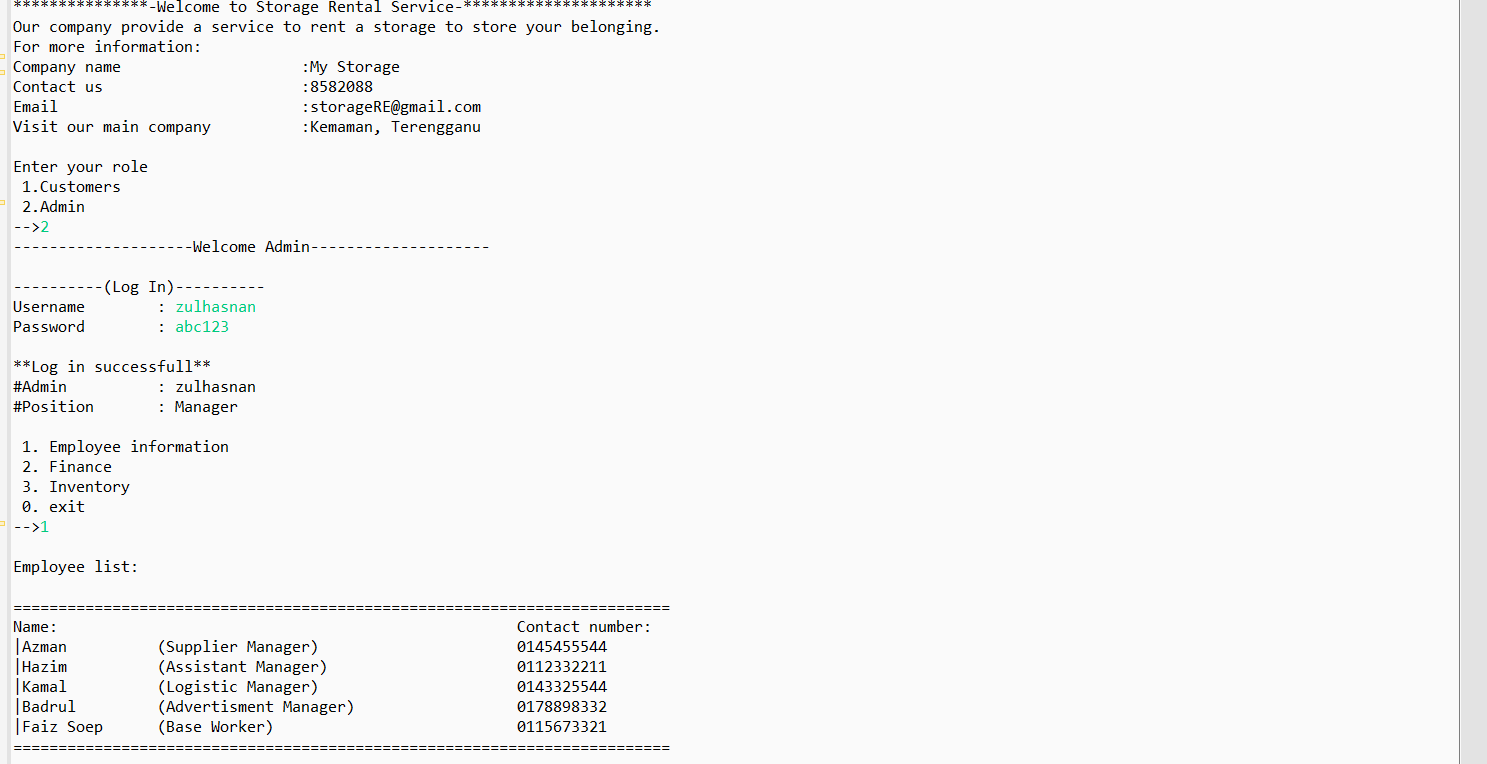 ***************-Welcome to Storage Rental Service-*********************
Our company provide a service to rent a storage to store your belonging.
For more information:
Company name                    :My Storage
Contact us                      :8582088
Email                           :storageRE@gmail.com
Visit our main company          :Kemaman, Terengganu
Enter your role
 1.Customers
 2.Admin
-->2
--------------------Welcome Admin--------------------
----------(Log In)----------
Username        : zulhasnan
Password        : abc123
**Log in successfull**
#Admin          : zulhasnan
#Position       : Manager
 1. Employee information
 2. Finance
 3. Inventory
 0. exit
-->1
Employee list:
=========================================================================
Name:                                                   Contact number:
|Azman          (Supplier Manager)                      0145455544
|Hazim          (Assistant Manager)                     0112332211
|Kamal          (Logistic Manager)                      0143325544
|Badrul         (Advertisment Manager)                  0178898332
|Faiz Soep      (Base Worker)                           0115673321
=========================================================================